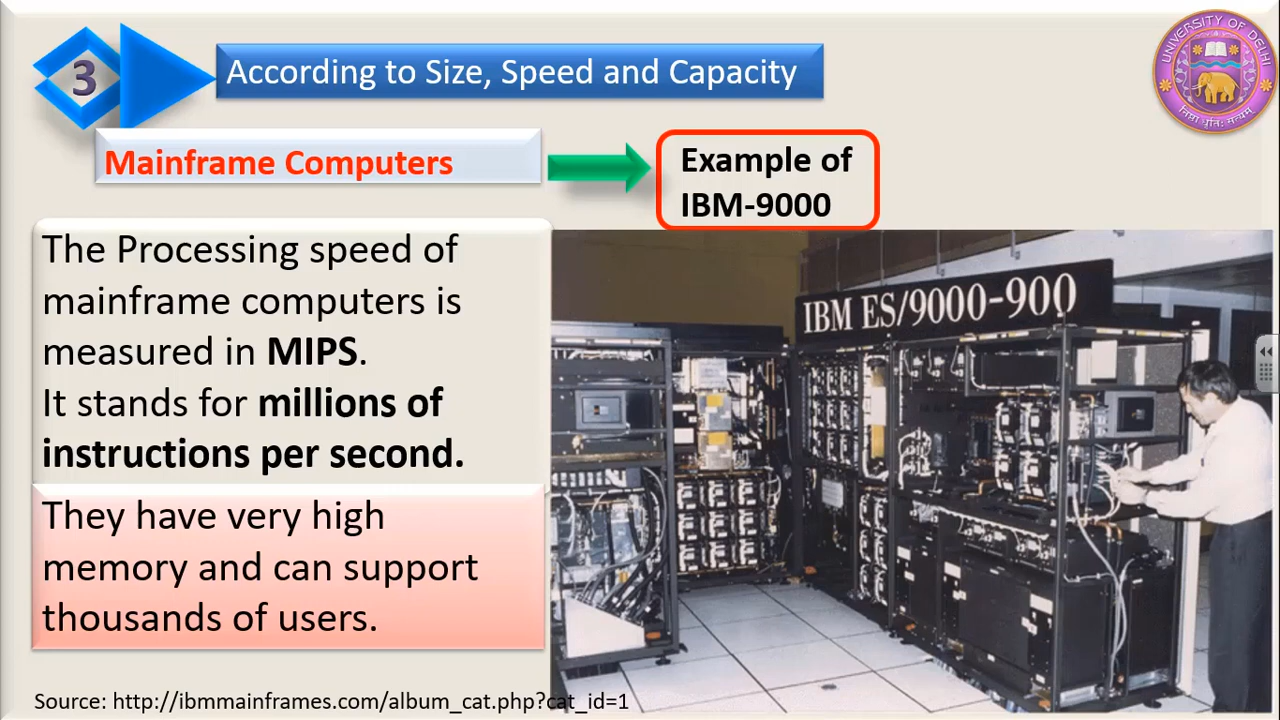 3
According to Size, Speed and Capacity
UNIVERSITY OF DELHI
निष्ठा धृतिः सत्यम्
Mainframe Computers
Example of
IBM-9000
The Processing speed of
mainframe computers is
measured in MIPS.
It stands for millions of
instructions per second.
They have very high
memory and can support
thousands of users.
IBM ES/9000-900
Source: http://ibmmainframes.com/album_cat.php?cat_id=1